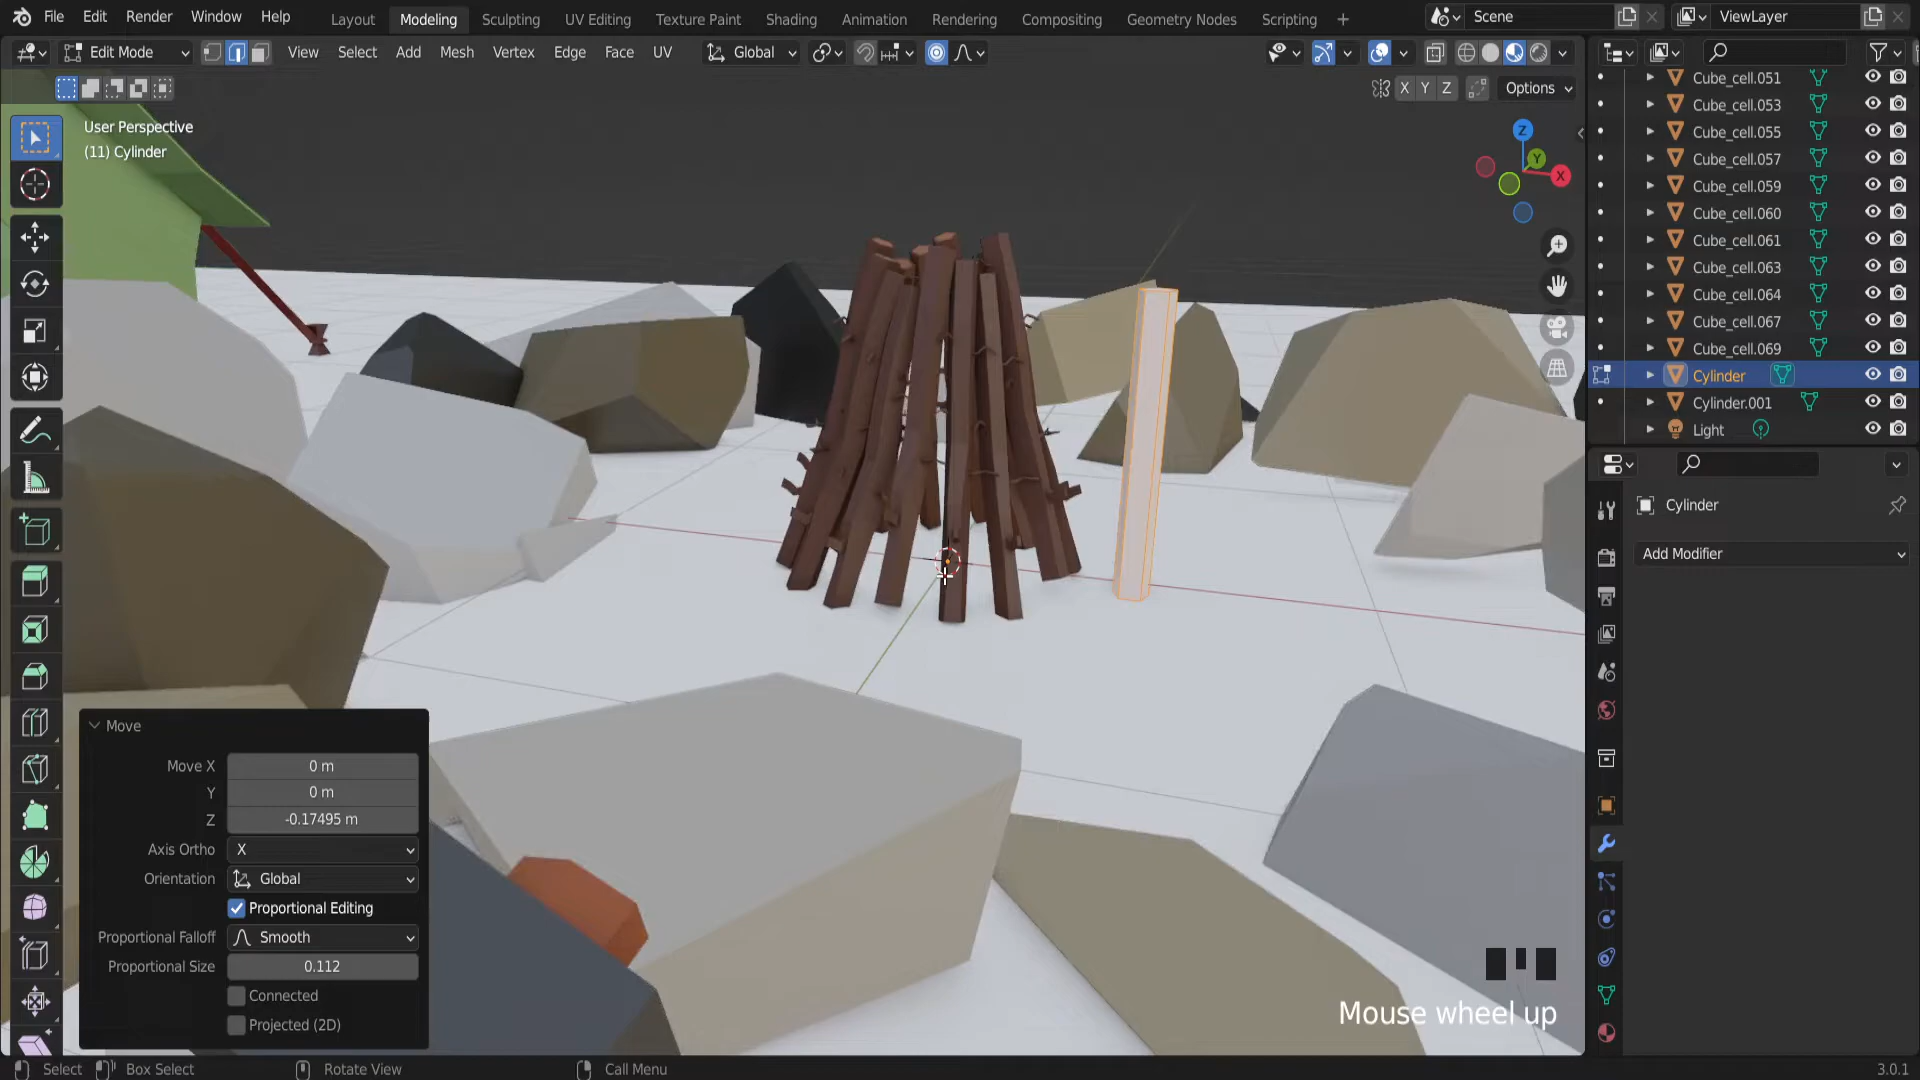 File Edit Render Window Help Layout Modeling Sculpting UV Editing Texture Paint Shading Animation Rendering Compositing Geometry Nodes Scripting Scene ViewLayer
Edit Mode View Select Add Mesh Vertex Edge Face UV Global
X Y Z Options
User Perspective
(11) Cylinder
Z
Y
X
Cube_cell.051
Cube_cell.053
Cube_cell.055
Cube_cell.057
Cube_cell.059
Cube_cell.060
Cube_cell.061
Cube_cell.063
Cube_cell.064
Cube_cell.067
Cube_cell.069
Cylinder
Cylinder.001
Light
Cylinder
Add Modifier
Move
Move X 0 m
Y 0 m
Z -0.17495 m
Axis Ortho X
Orientation Global
Proportional Editing
Proportional Falloff Smooth
Proportional Size 0.112
Connected
Projected (2D)
Mouse wheel up
Select Box Select Rotate View Call Menu 3.0.1